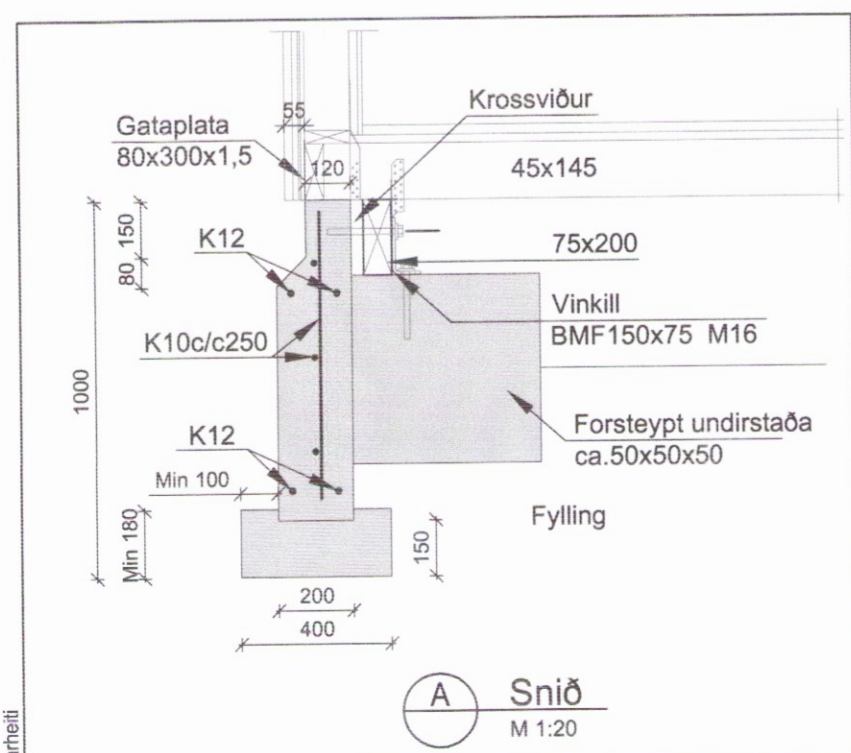 55
Krossviður
Gataplata
80x300x1,5
120
45x145
150
K12
80
75x200
Vinkill
BMF150x75 M16
K10c/c250
1000
Forsteypt undirstaða
ca.50x50x50
K12
Min 100
Fylling
Min 180
150
200
400
A
Snið
M 1:20